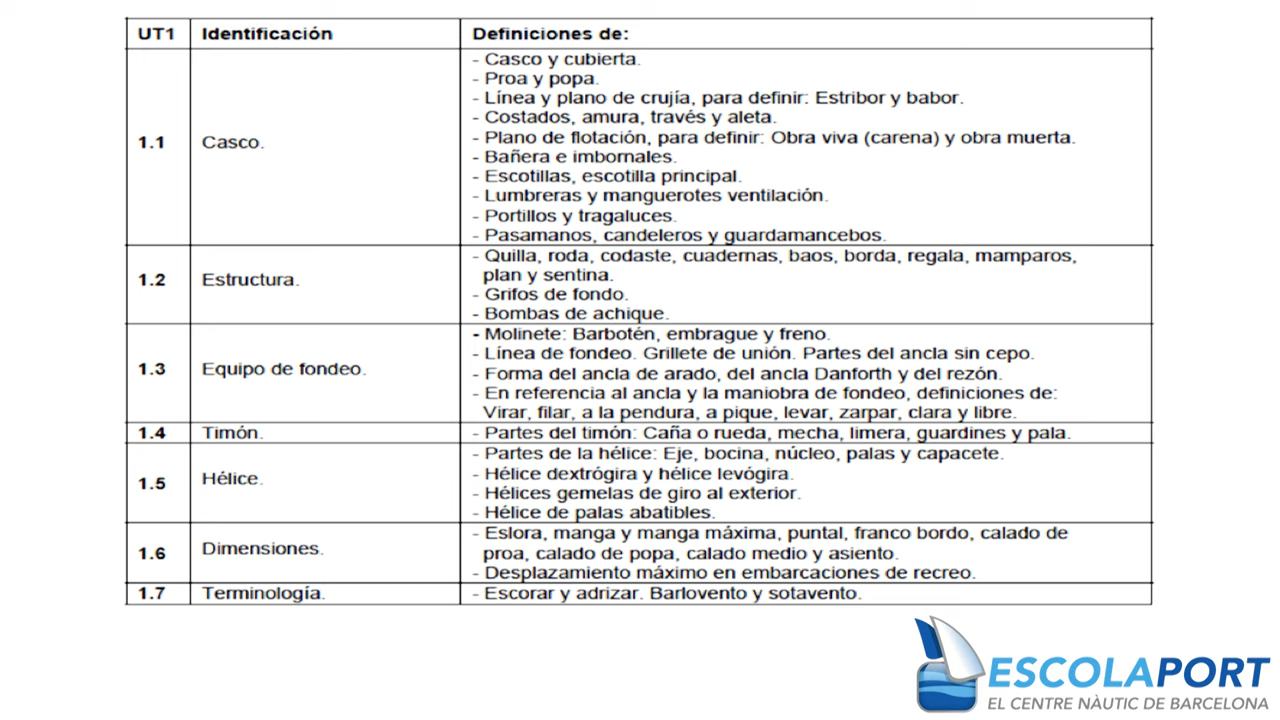 UT1 Identificación Definiciones de:
1.1 Casco.
- Casco y cubierta.
- Proa y popa.
- Línea y plano de crujía, para definir: Estribor y babor.
- Costados, amura, través y aleta.
- Plano de flotación, para definir: Obra viva (carena) y obra muerta.
- Bañera e imbornales.
- Escotillas, escotilla principal.
- Lumbreras y manguerotes ventilación.
- Portillos y tragaluces.
- Pasamanos, candeleros y guardamancebos.
1.2 Estructura.
- Quilla, roda, codaste, cuadernas, baos, borda, regala, mamparos,
plan y sentina.
- Grifos de fondo.
- Bombas de achique.
1.3 Equipo de fondeo.
- Molinete: Barbotén, embrague y freno.
- Línea de fondeo. Grillete de unión. Partes del ancla sin cepo.
- Forma del ancla de arado, del ancla Danforth y del rezón.
- En referencia al ancla y la maniobra de fondeo, definiciones de:
Virar, filar, a la pendura, a pique, levar, zarpar, clara y libre.
1.4 Timón.
- Partes del timón: Caña o rueda, mecha, limera, guardines y pala.
1.5 Hélice.
- Partes de la hélice: Eje, bocina, núcleo, palas y capacete.
- Hélice dextrógira y hélice levógira.
- Hélices gemelas de giro al exterior.
- Hélice de palas abatibles.
1.6 Dimensiones.
- Eslora, manga y manga máxima, puntal, franco bordo, calado de
proa, calado de popa, calado medio y asiento.
- Desplazamiento máximo en embarcaciones de recreo.
1.7 Terminología.
- Escorar y adrizar. Barlovento y sotavento.
ESCOLAPORT
EL CENTRE NÀUTIC DE BARCELONA